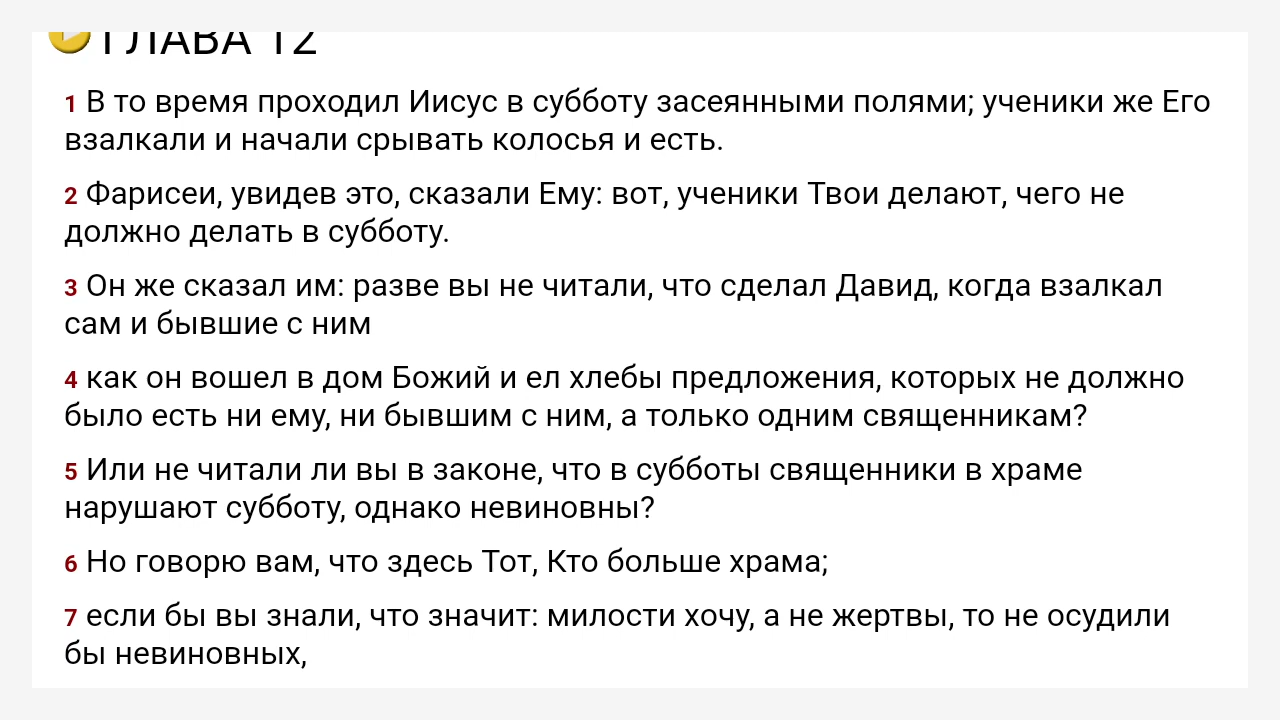 ГЛАВА 12
1 В то время проходил Иисус в субботу засеянными полями; ученики же Его
взалкали и начали срывать колосья и есть.
2 Фарисеи, увидев это, сказали Ему: вот, ученики Твои делают, чего не
должно делать в субботу.
3 Он же сказал им: разве вы не читали, что сделал Давид, когда взалкал
сам и бывшие с ним
4 как он вошел в дом Божий и ел хлебы предложения, которых не должно
было есть ни ему, ни бывшим с ним, а только одним священникам?
5 Или не читали ли вы в законе, что в субботы священники в храме
нарушают субботу, однако невиновны?
6 Но говорю вам, что здесь Тот, Кто больше храма;
7 если бы вы знали, что значит: милости хочу, а не жертвы, то не осудили
бы невиновных,